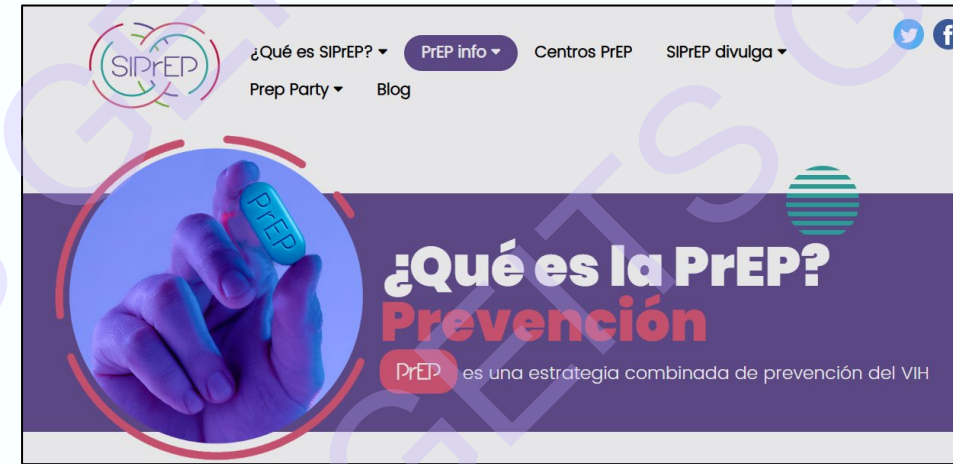 SIPrEP
¿Qué es SIPrEP? PrEP info Centros PrEP SIPrEP divulga
Prep Party Blog
PrEP
¿Qué es la PrEP?
Prevención
PrEP es una estrategia combinada de prevención del VIH